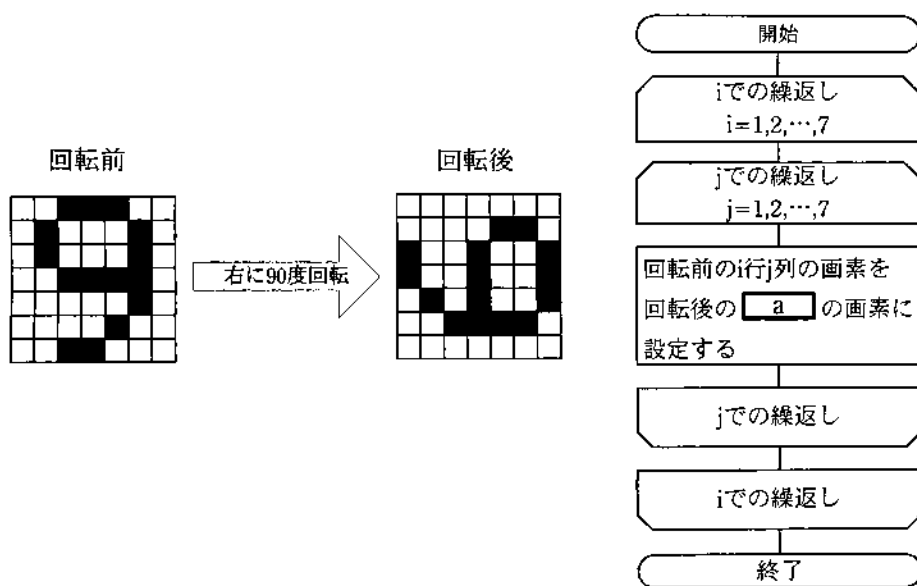 回転前
回転後
右に90度回転
開始
iでの繰返し
i=1,2,…,7
jでの繰返し
j=1,2,…,7
回転前のi行j列の画素を
回転後の a の画素に
設定する
jでの繰返し
iでの繰返し
終了